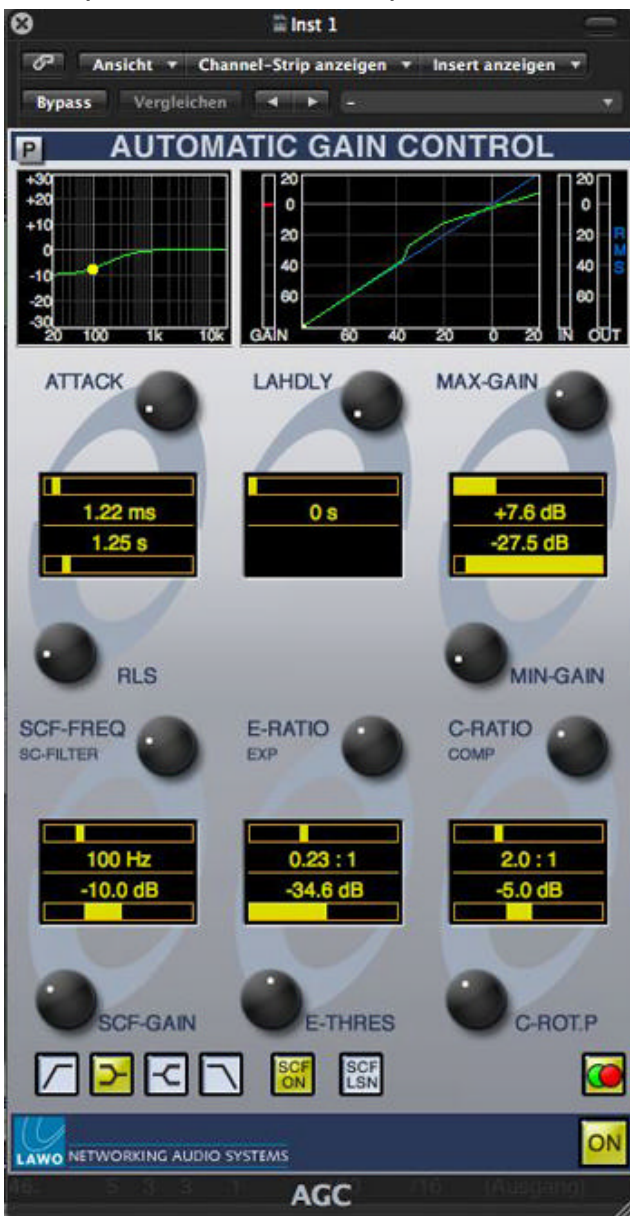 Inst 1
Ansicht Channel-Strip anzeigen Insert anzeigen
Bypass Vergleichen -
P AUTOMATIC GAIN CONTROL
+30
+20
+10
0
-10
-20
-30
20 100 1k 10k
20
0
20
40
60
GAIN 60 40 20 0 20
20
0
20
40
60
IN OUT
RMS
ATTACK LAHDLY MAX-GAIN
1.22 ms 0 s +7.6 dB
1.25 s -27.5 dB
RLS MIN-GAIN
SCF-FREQ E-RATIO C-RATIO
SC-FILTER EXP COMP
100 Hz 0.23 : 1 2.0 : 1
-10.0 dB -34.6 dB -5.0 dB
SCF-GAIN E-THRES C-ROT.P
SCF ON SCF LSN
ON
LAWO NETWORKING AUDIO SYSTEMS
AGC
(Ausgang)